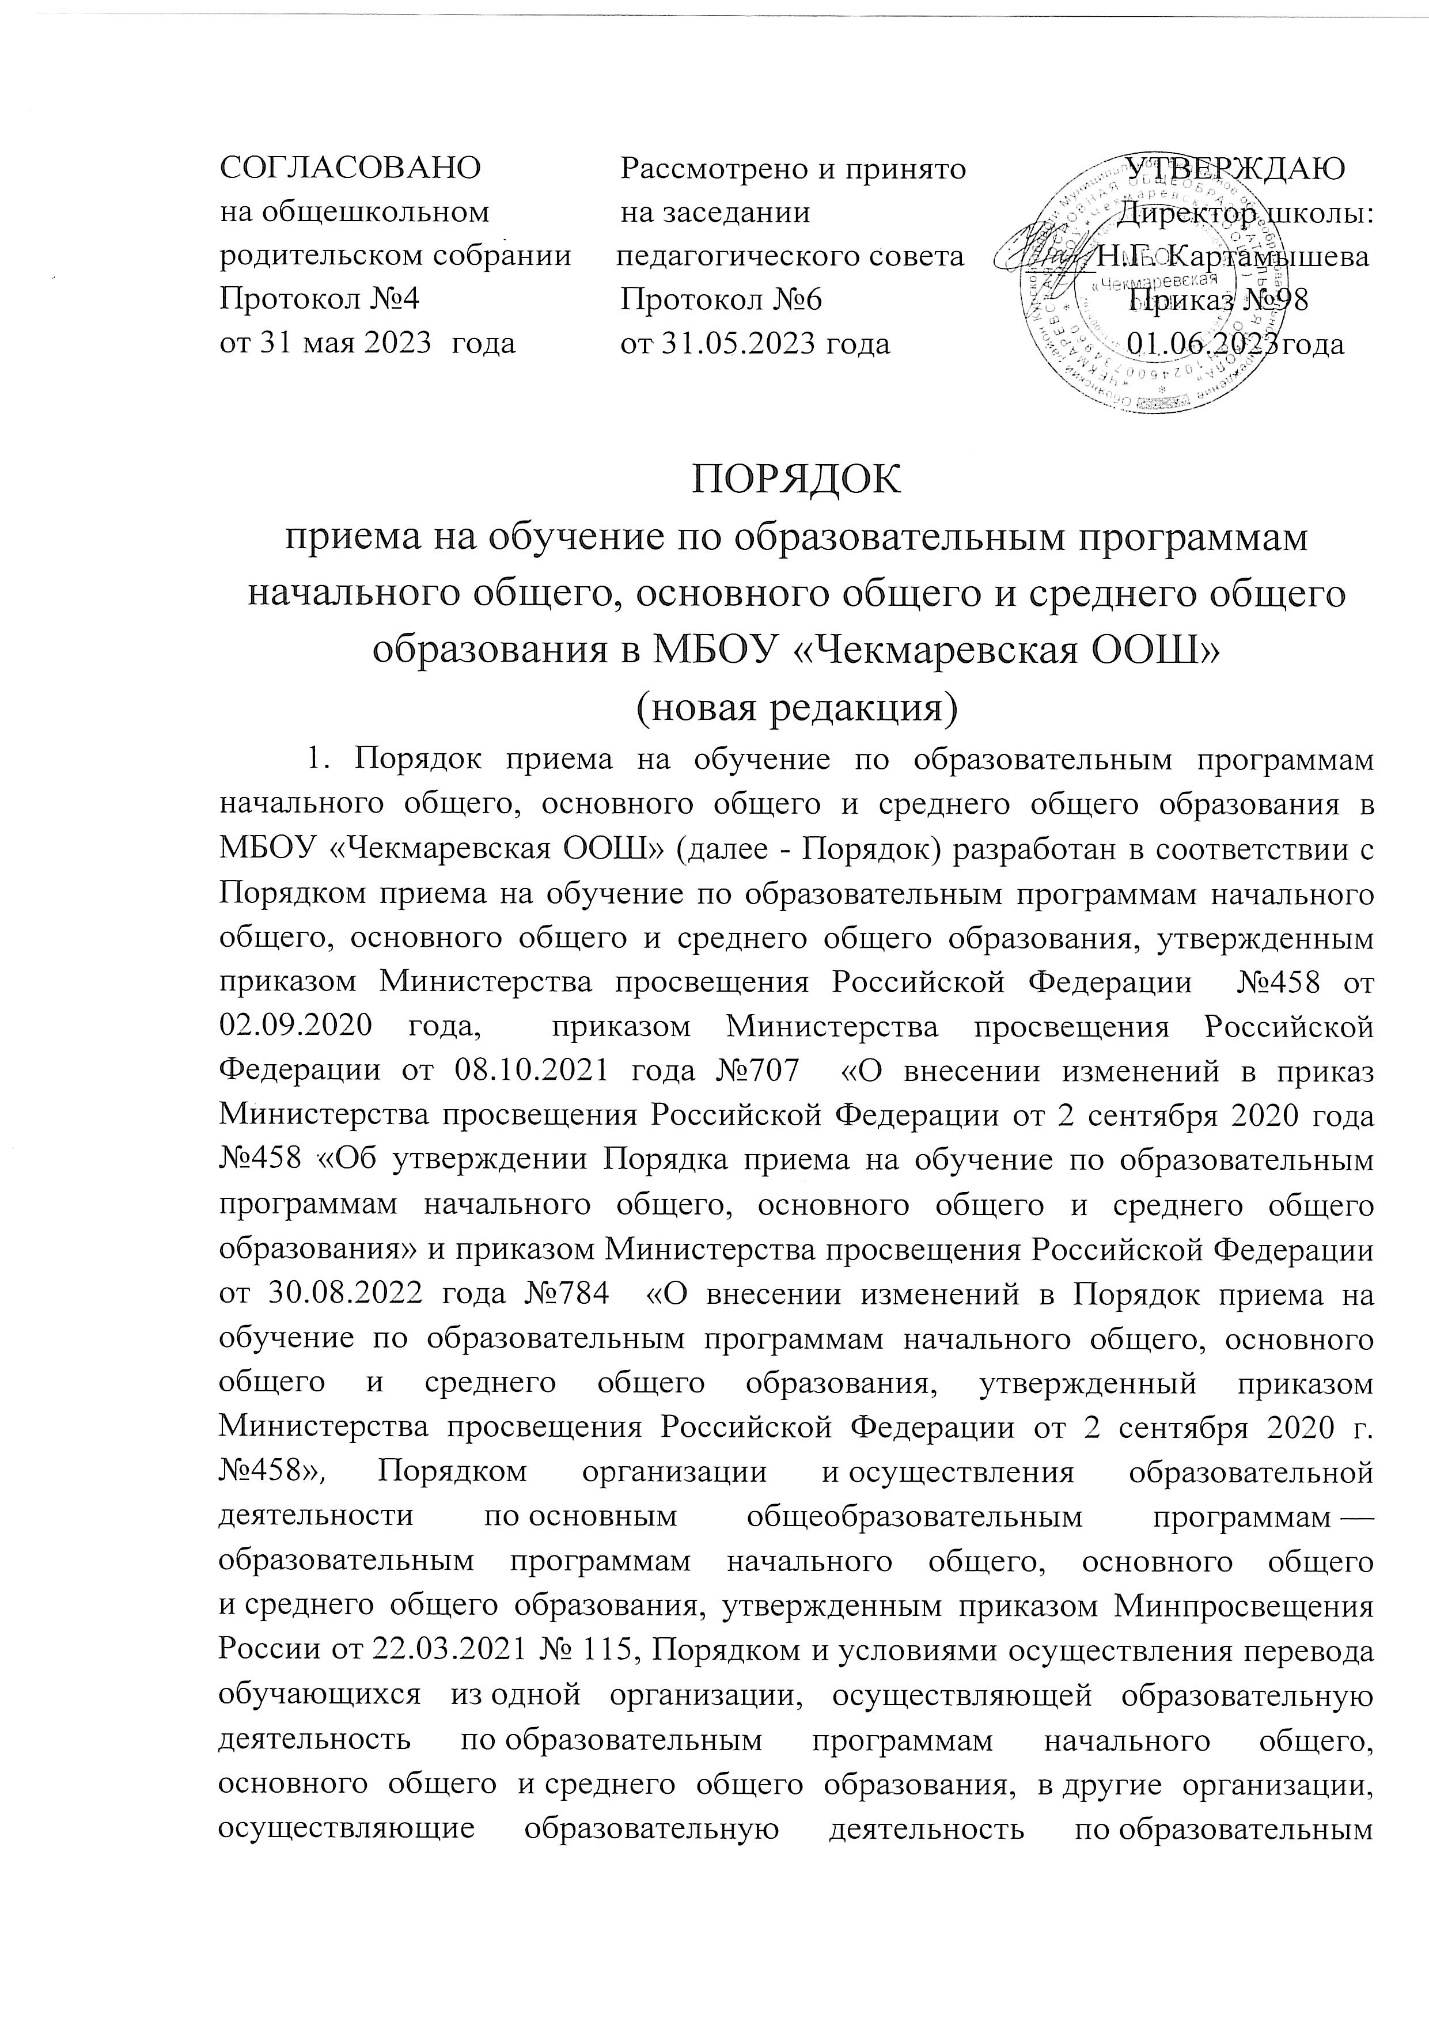 СОГЛАСОВАНО Рассмотрено и принято УТВЕРЖДАЮ
на общешкольном на заседании Директор школы:
родительском собрании педагогического совета Н.Г. Картамышева
Протокол №4 Протокол №6 Приказ №98
от 31 мая 2023 года от 31.05.2023 года 01.06.2023года
«Чекмаревская
ПОРЯДОК
приема на обучение по образовательным программам
начального общего, основного общего и среднего общего
образования в МБОУ «Чекмаревская ООШ»
(новая редакция)
1. Порядок приема на обучение по образовательным программам
начального общего, основного общего и среднего общего образования в
МБОУ «Чекмаревская ООШ» (далее - Порядок) разработан в соответствии с
Порядком приема на обучение по образовательным программам начального
общего, основного общего и среднего общего образования, утвержденным
приказом Министерства просвещения Российской Федерации №458 от
02.09.2020 года, приказом Министерства просвещения Российской
Федерации от 08.10.2021 года №707 «О внесении изменений в приказ
Министерства просвещения Российской Федерации от 2 сентября 2020 года
№458 «Об утверждении Порядка приема на обучение по образовательным
программам начального общего, основного общего и среднего общего
образования» и приказом Министерства просвещения Российской Федерации
от 30.08.2022 года №784 «О внесении изменений в Порядок приема на
обучение по образовательным программам начального общего, основного
общего и среднего общего образования, утвержденный приказом
Министерства просвещения Российской Федерации от 2 сентября 2020 г.
№458», Порядком организации и осуществления образовательной
деятельности по основным общеобразовательным программам —
образовательным программам начального общего, основного общего
и среднего общего образования, утвержденным приказом Минпросвещения
России от 22.03.2021 № 115, Порядком и условиями осуществления перевода
обучающихся из одной организации, осуществляющей образовательную
деятельность по образовательным программам начального общего,
основного общего и среднего общего образования, в другие организации,
осуществляющие образовательную деятельность по образовательным